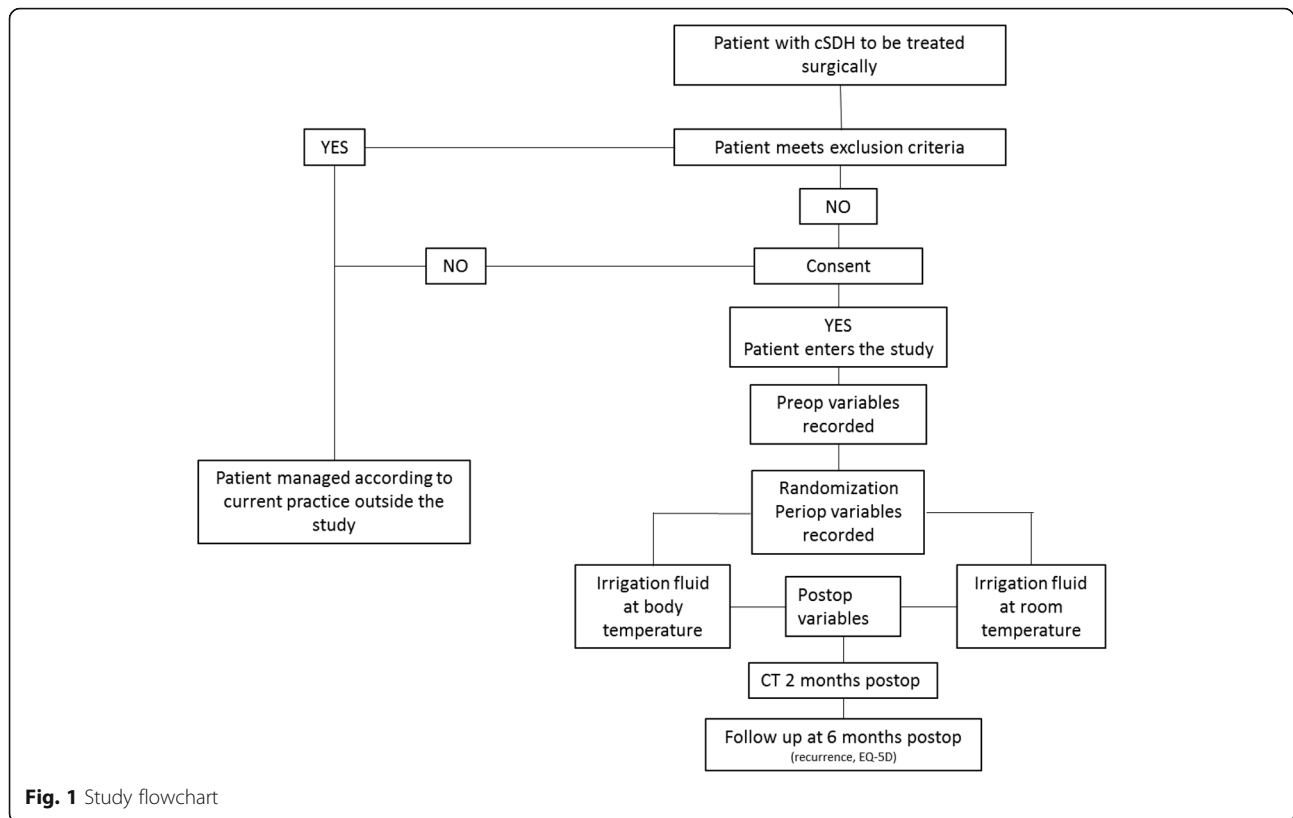 Patient with cSDH to be treated
surgically
YES
Patient meets exclusion criteria
NO
NO
Consent
YES
Patient enters the study
Preop variables
recorded
Patient managed according to
current practice outside the
study
Randomization
Periop variables
recorded
Irrigation fluid
at body
temperature
Postop
variables
Irrigation fluid
at room
temperature
CT 2 months postop
Follow up at 6 months postop
(recurrence, EQ-5D)
Fig. 1 Study flowchart